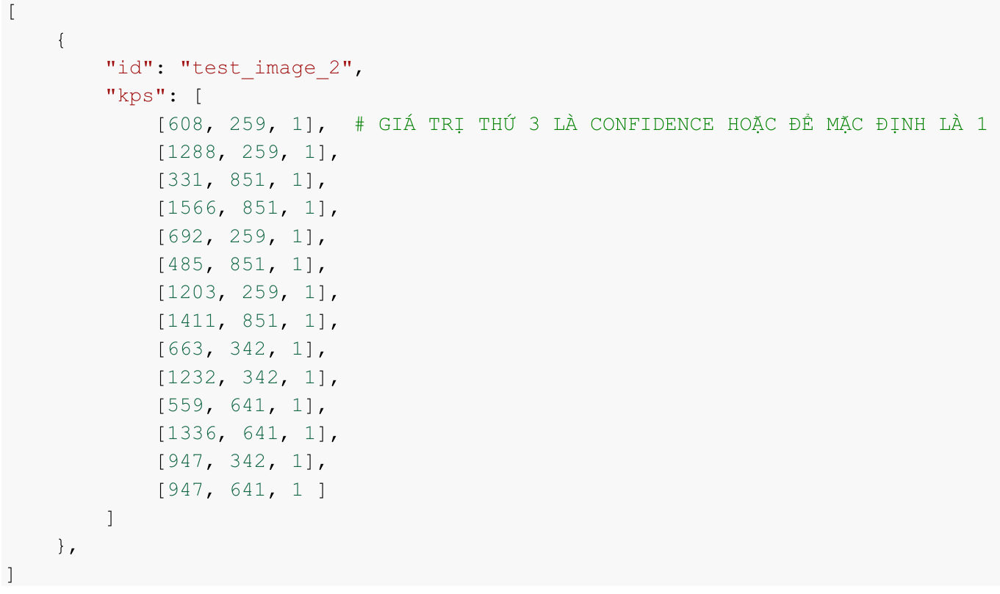 [
{
"id": "test_image_2",
"kps": [
[608, 259, 1],  # GIÁ TRỊ THỨ 3 LÀ CONFIDENCE HOẶC ĐỂ MẶC ĐỊNH LÀ 1
[1288, 259, 1],
[331, 851, 1],
[1566, 851, 1],
[692, 259, 1],
[485, 851, 1],
[1203, 259, 1],
[1411, 851, 1],
[663, 342, 1],
[1232, 342, 1],
[559, 641, 1],
[1336, 641, 1],
[947, 342, 1],
[947, 641, 1 ]
]
},
]